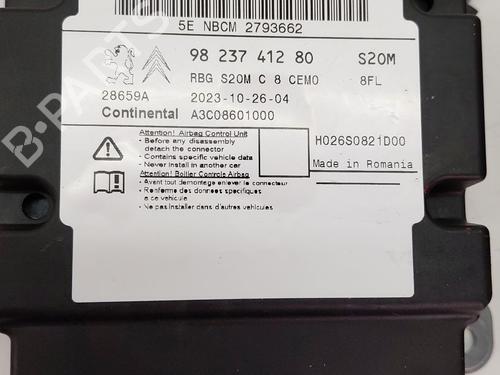 5E NBCM 2793662
98 237 412 80 S20M
RBG S20M C 8 CEMO 8FL
28659A 2023-10-26-04
Continental A3C08601000
Attention! Airbag Control Unit
• Before any disassembly
detach the connector
• Contains specific vehicle data
• Never install in another car
Attention! Boitier Controle Airbag
• Avant tout demontage enlever le connecteur
• Renferme des donnees specifiques
a ce vehicule
• Ne pas installer dans d'autres vehicules
H026S0821D00
Made in Romania
B-PARTS